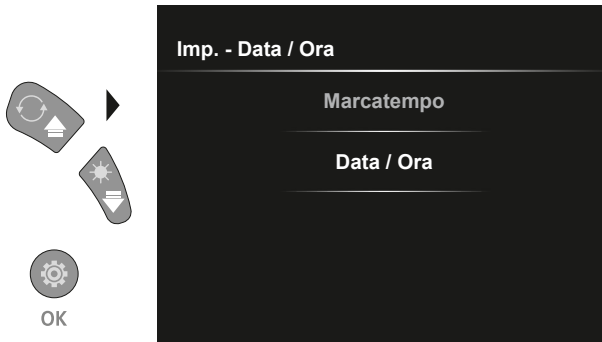 Imp. - Data / Ora
Marcatempo
Data / Ora
OK